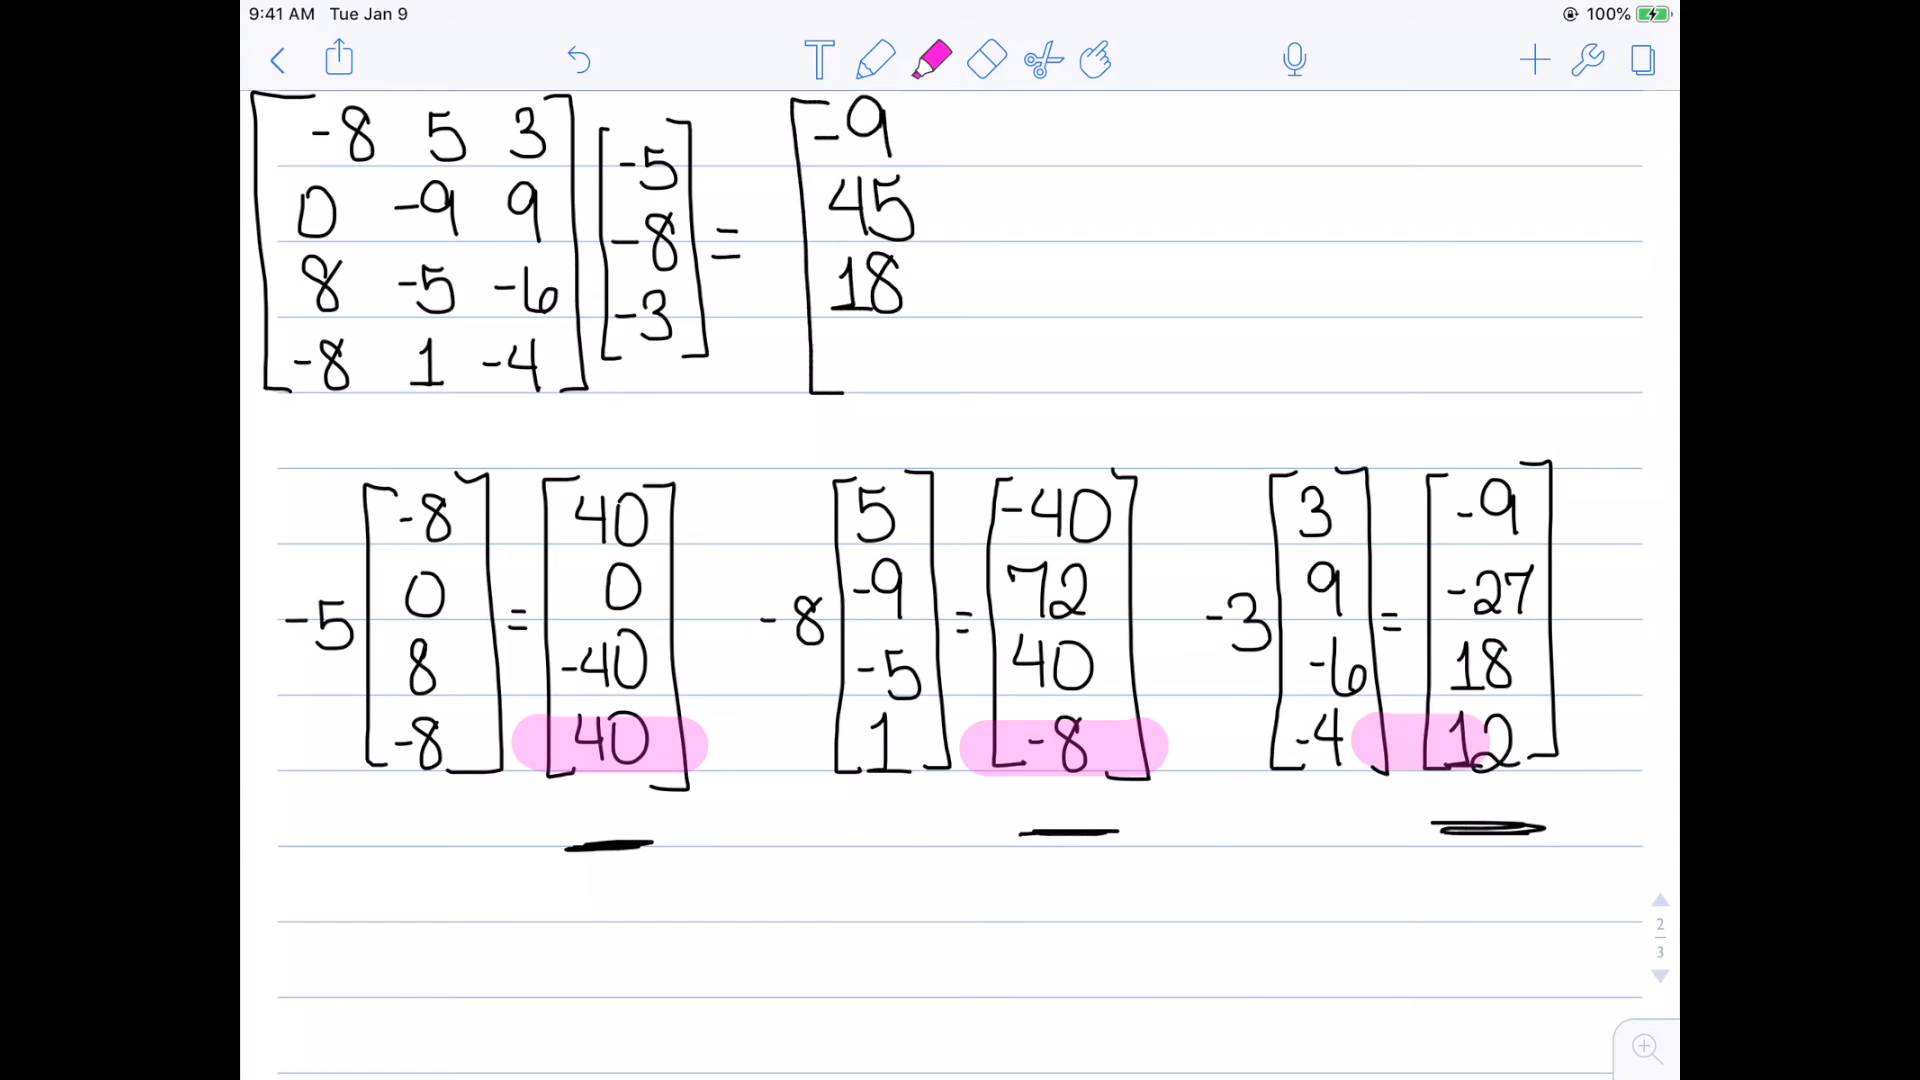 9:41 AM Tue Jan 9 100%
T
-8 5 3 -9
0 -9 9 -5 45
8 -5 -6 -8 = 18
-8 1 -4 -3
-8 40 5 -40 3 -9
0 0 -9 72 9 -27
-5 8 = -40 -8 -5 = 40 -3 -6 = 18
-8 40 1 -8 -4 12
2
3